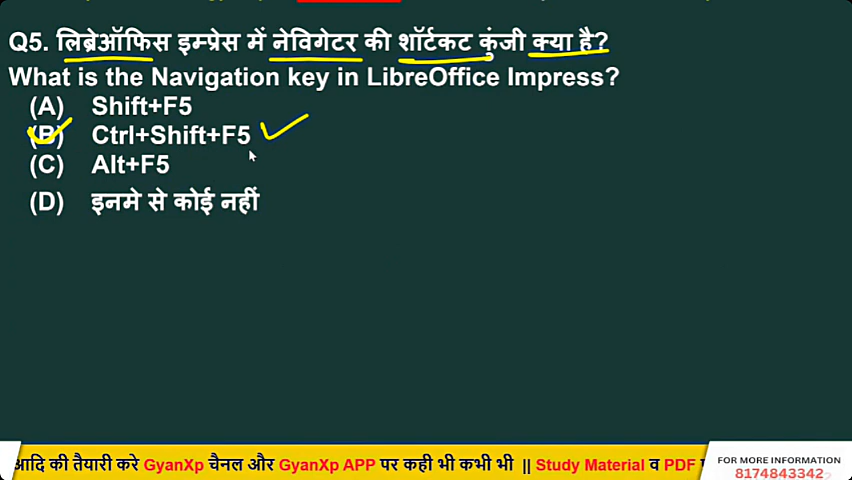 Q5. लिब्रेऑफिस इम्प्रेस में नेविगेटर की शॉर्टकट कुंजी क्या है?
What is the Navigation key in LibreOffice Impress?
(A) Shift+F5
(B) Ctrl+Shift+F5
(C) Alt+F5
(D) इनमे से कोई नहीं
आदि की तैयारी करे GyanXp चैनल और GyanXp APP पर कही भी कभी भी || Study Material व PDF
FOR MORE INFORMATION
8174843342